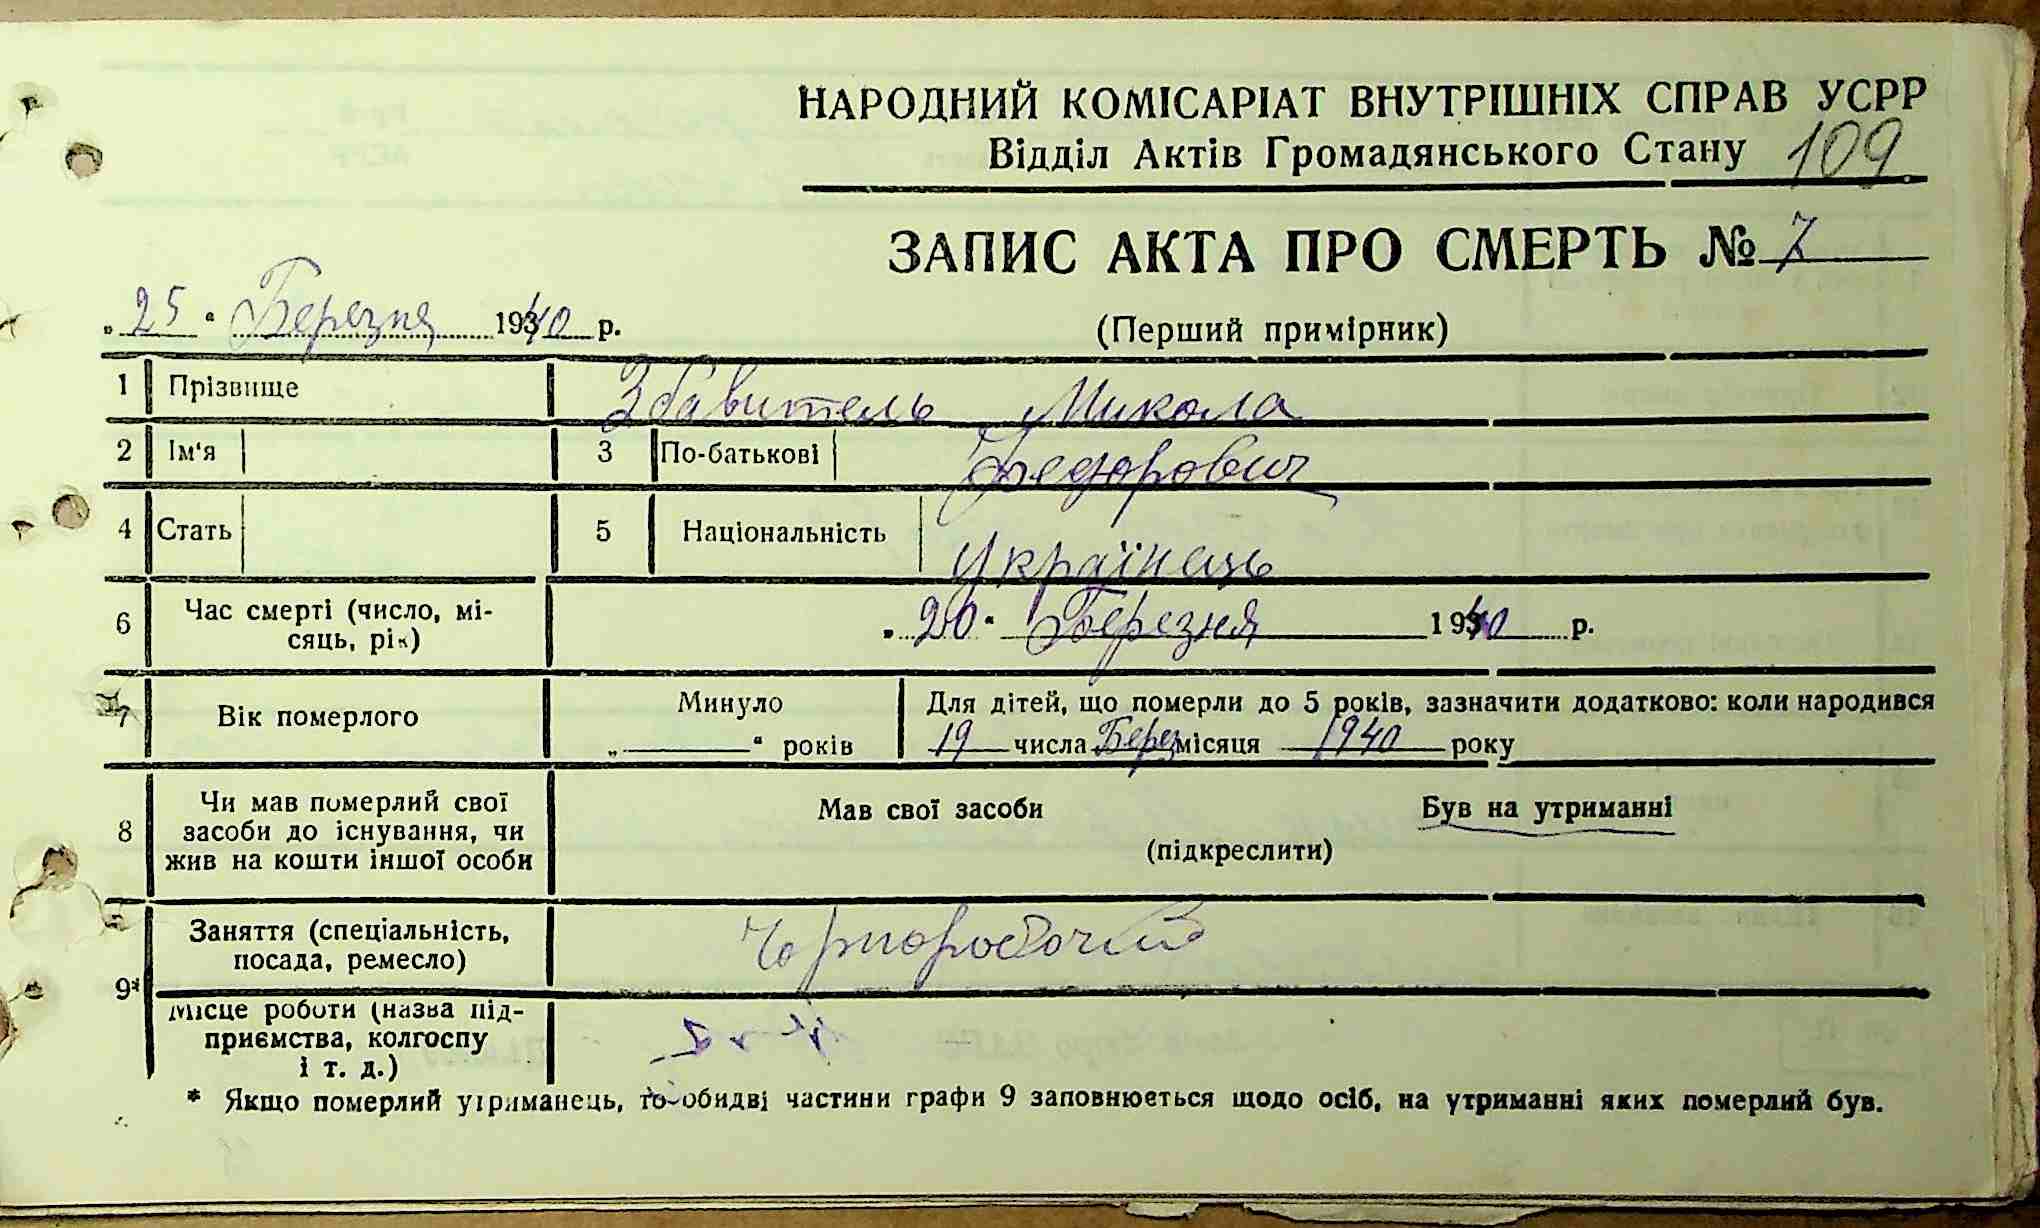 НАРОДНИЙ КОМІСАРІАТ ВНУТРІШНІХ СПРАВ УСРР
Відділ Актів Громадянського Стану 109
ЗАПИС АКТА ПРО СМЕРТЬ № 7
„25“ Березня 1940 р.
(Перший примірник)
1 Прізвище Збавитель Микола
2 Ім'я 3 По-батькові Федорович
4 Стать 5 Національність Українець
6 Час смерті (число, мі-
сяць, рік) „20“ Березня 1940 р.
7 Вік померлого Минуло „ “ років
Для дітей, що померли до 5 років, зазначити додатково: коли народився
19 числа Берез місяця 1940 року
8 Чи мав померлий свої
засоби до існування, чи
жив на кошти іншої особи
Мав свої засоби Був на утриманні
(підкреслити)
9* Заняття (спеціальність,
посада, ремесло) Чорноробочий
Місце роботи (назва під-
приємства, колгоспу
і т. д.)
* Якщо померлий утриманець, то обидві частини графи 9 заповнюється щодо осіб, на утриманні яких померлий був.